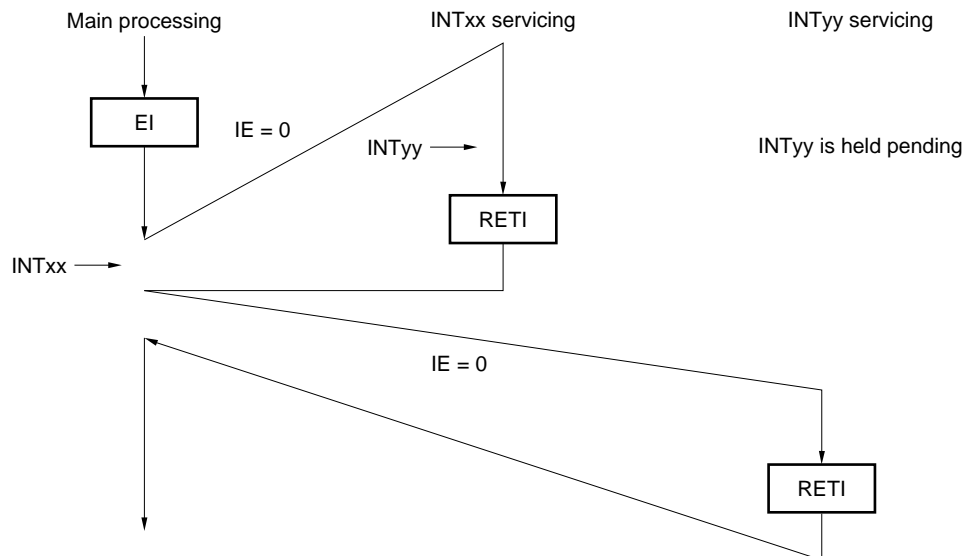 Main processing
INTxx servicing
INTyy servicing
EI
IE = 0
INTyy
INTyy is held pending
RETI
INTxx
IE = 0
RETI